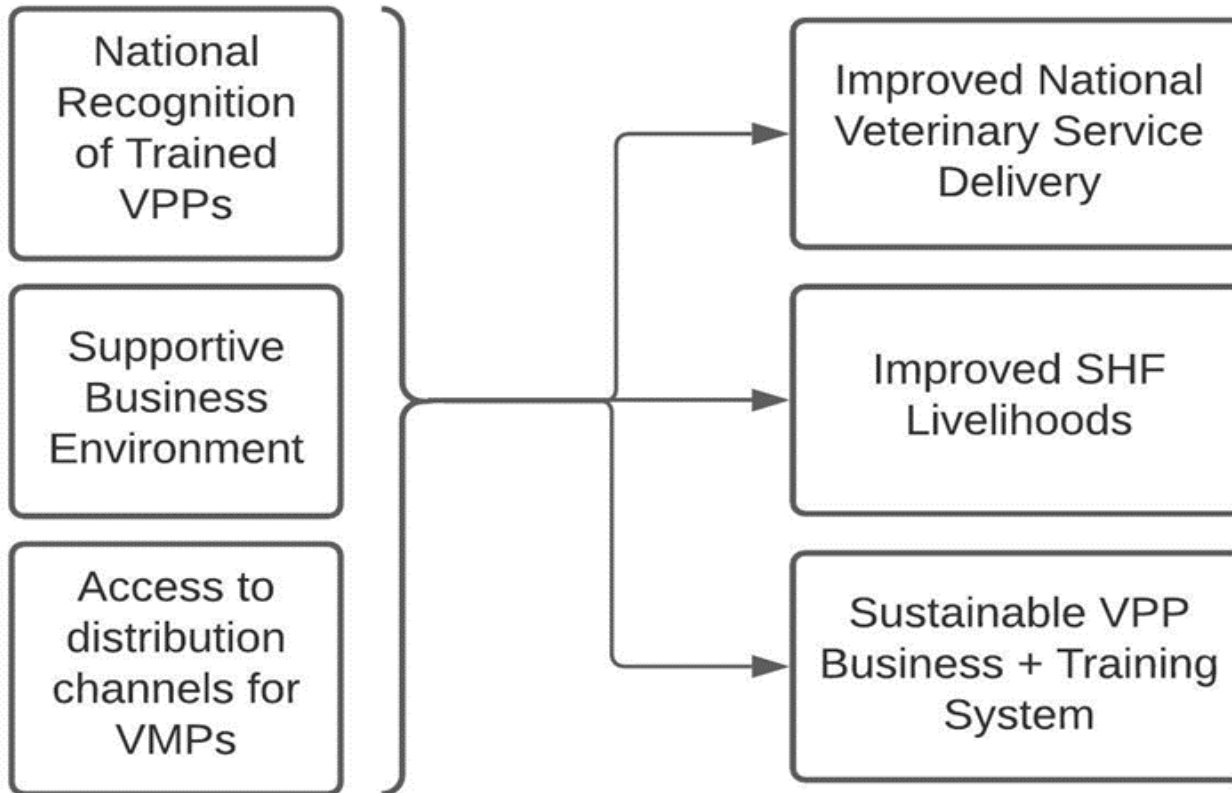 National
Recognition
of Trained
VPPs
Supportive
Business
Environment
Access to
distribution
channels for
VMPs
Improved National
Veterinary Service
Delivery
Improved SHF
Livelihoods
Sustainable VPP
Business + Training
System